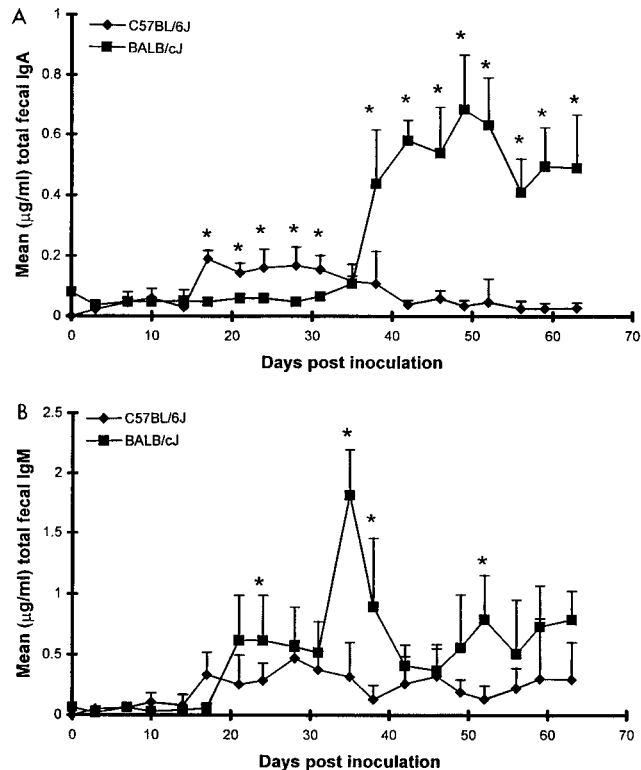 A
C57BL/6J
BALB/cJ
Mean (µg/ml) total fecal IgA
1
0.8
0.6
0.4
0.2
0
* * * * * * * * * * * * *
0 10 20 30 40 50 60 70
Days post inoculation
B
C57BL/6J
BALB/cJ
Mean (µg/ml) total fecal IgM
2.5
2
1.5
1
0.5
0
* * * *
0 10 20 30 40 50 60 70
Days post inoculation